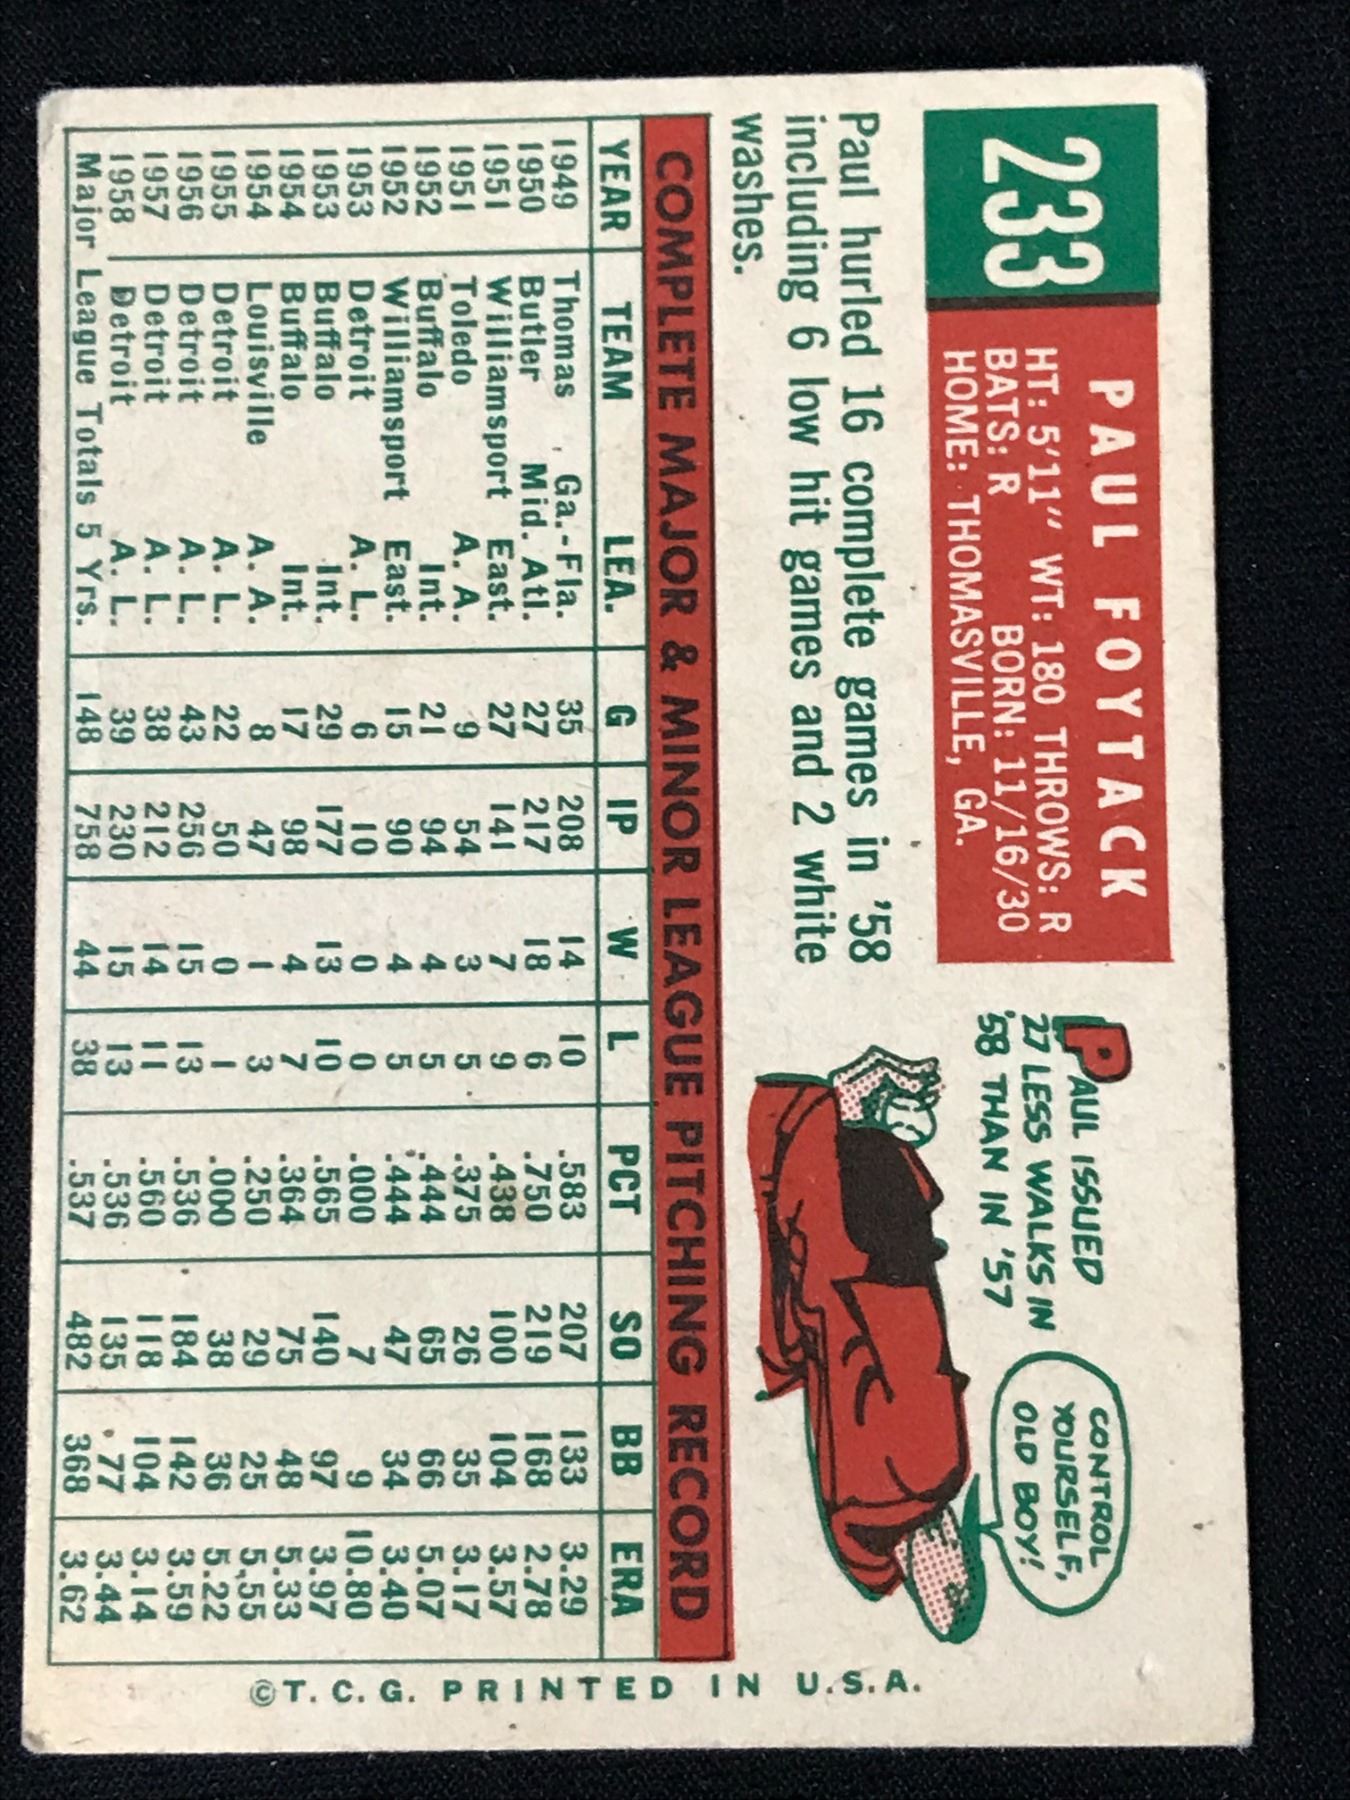 233
PAUL FOYTACK
HT: 5'11" WT: 180 THROWS: R
BATS: R BORN: 11/16/30
HOME: THOMASVILLE, GA.
Paul hurled 16 complete games in '58
including 6 low hit games and 2 white
washes.
PAUL ISSUED
27 LESS WALKS IN
'58 THAN IN '57
CONTROL
YOURSELF,
OLD BOY!
COMPLETE MAJOR & MINOR LEAGUE PITCHING RECORD
YEAR TEAM LEA. G IP W L PCT SO BB ERA
1949 Thomas Ga.-Fla. 35 208 14 10 .583 207 133 3.29
1950 Butler Mid. Atl. 27 217 18 6 .750 219 168 2.78
1951 Williamsport East. 27 141 7 9 .438 100 104 3.57
1951 Toledo A. A. 9 54 3 5 .375 26 35 3.17
1952 Buffalo Int. 21 94 4 5 .444 65 66 5.07
1952 Williamsport East. 15 90 4 5 .444 47 34 3.40
1953 Detroit A. L. 6 10 0 0 .000 7 9 10.80
1953 Buffalo Int. 29 177 13 10 .565 140 97 3.97
1954 Buffalo Int. 17 98 4 7 .364 75 48 5.33
1954 Louisville A. A. 8 47 1 3 .250 29 25 5.55
1955 Detroit A. L. 22 50 0 1 .000 38 36 5.22
1956 Detroit A. L. 43 256 15 13 .536 184 142 3.59
1957 Detroit A. L. 38 212 14 11 .560 118 104 3.14
1958 Detroit A. L. 39 230 15 13 .536 135 77 3.44
Major League Totals 5 Yrs. 148 758 44 38 .537 482 368 3.62
©T. C. G. PRINTED IN U.S.A.